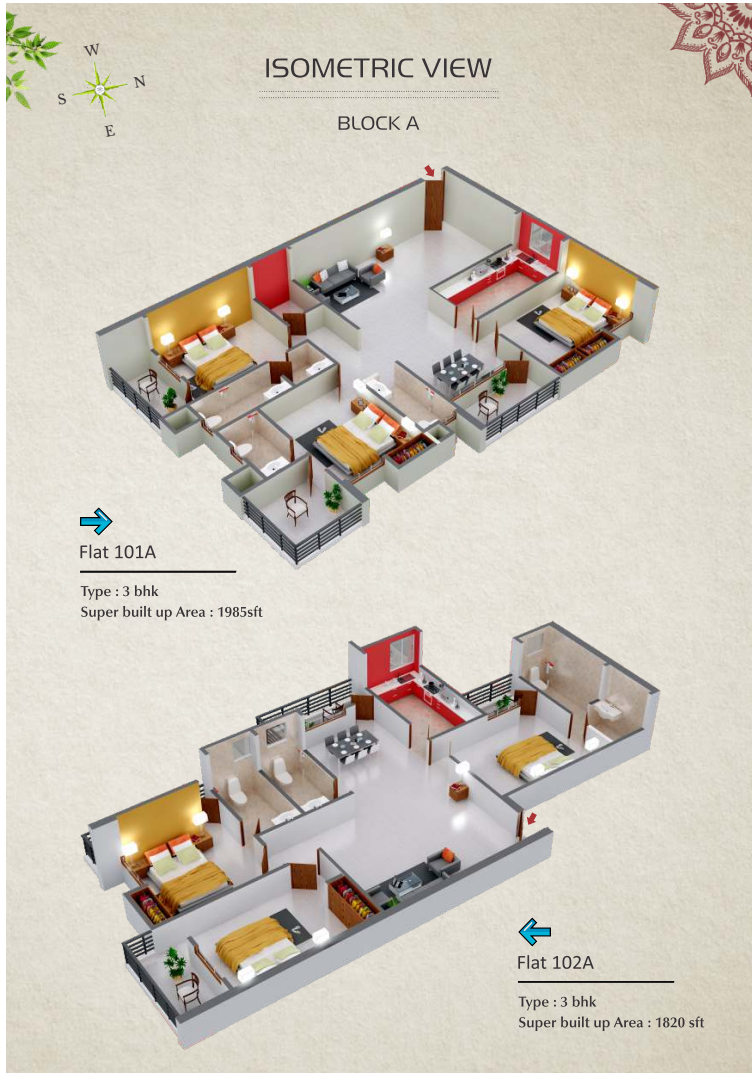 W
N
S
E
ISOMETRIC VIEW
BLOCK A
Flat 101A
Type : 3 bhk
Super built up Area : 1985sft
Flat 102A
Type : 3 bhk
Super built up Area : 1820 sft